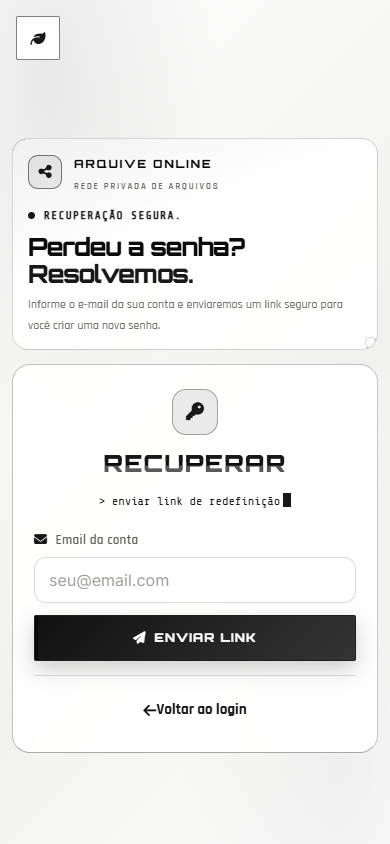 ARQUIVE ONLINE
REDE PRIVADA DE ARQUIVOS
RECUPERAÇÃO SEGURA.
Perdeu a senha?
Resolvemos.
Informe o e-mail da sua conta e enviaremos um link seguro para
você criar uma nova senha.
RECUPERAR
> enviar link de redefinição
Email da conta
seu@email.com
ENVIAR LINK
Voltar ao login